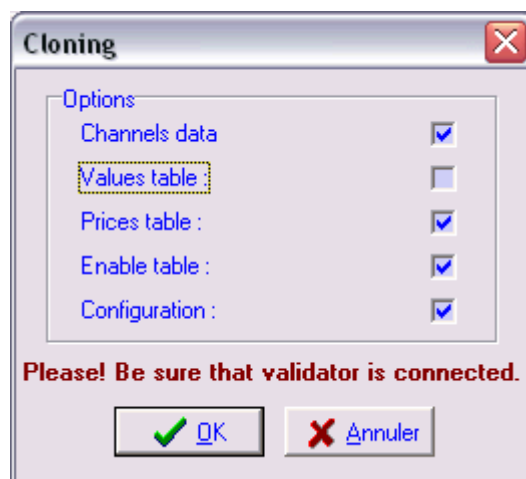 Cloning
Options
Channels data
Values table :
Prices table :
Enable table :
Configuration :
Please! Be sure that validator is connected.
OK
Annuler